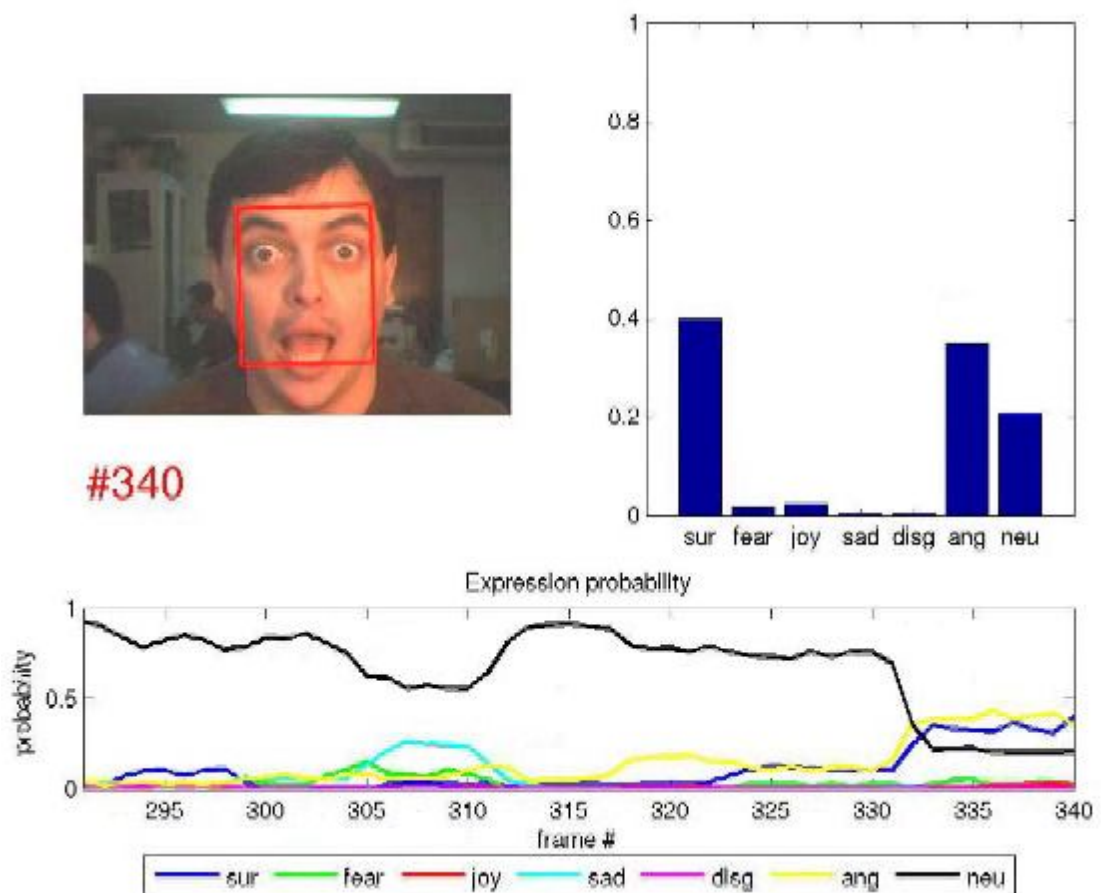 1
0.8
0.6
0.4
0.2
0
sur fear joy sad disg ang neu
#340
Expression probability
1
0.5
0
probability
295 300 305 310 315 320 325 330 335 340
frame #
sur fear joy sad disg ang neu